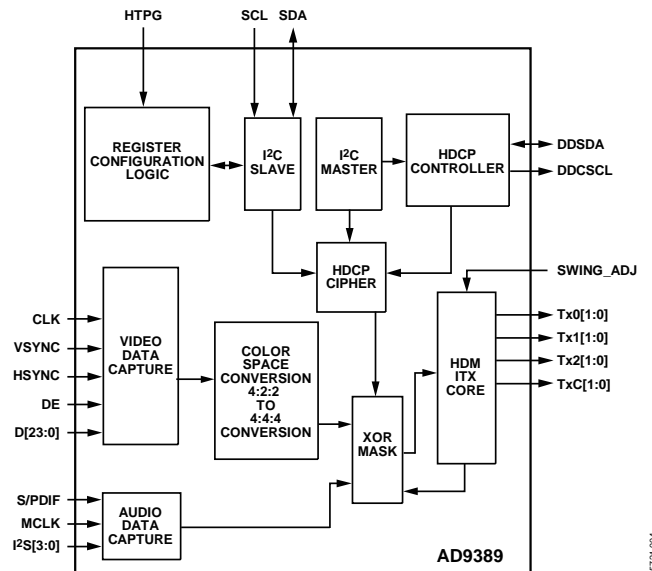 HTPG
SCL
SDA
REGISTER
CONFIGURATION
LOGIC
I²C
SLAVE
I²C
MASTER
HDCP
CONTROLLER
DDSDA
DDCSCL
HDCP
CIPHER
SWING_ADJ
CLK
VSYNC
HSYNC
DE
D[23:0]
VIDEO
DATA
CAPTURE
COLOR
SPACE
CONVERSION
4:2:2
TO
4:4:4
CONVERSION
XOR
MASK
HDM
ITX
CORE
Tx0[1:0]
Tx1[1:0]
Tx2[1:0]
TxC[1:0]
S/PDIF
MCLK
I²S[3:0]
AUDIO
DATA
CAPTURE
AD9389